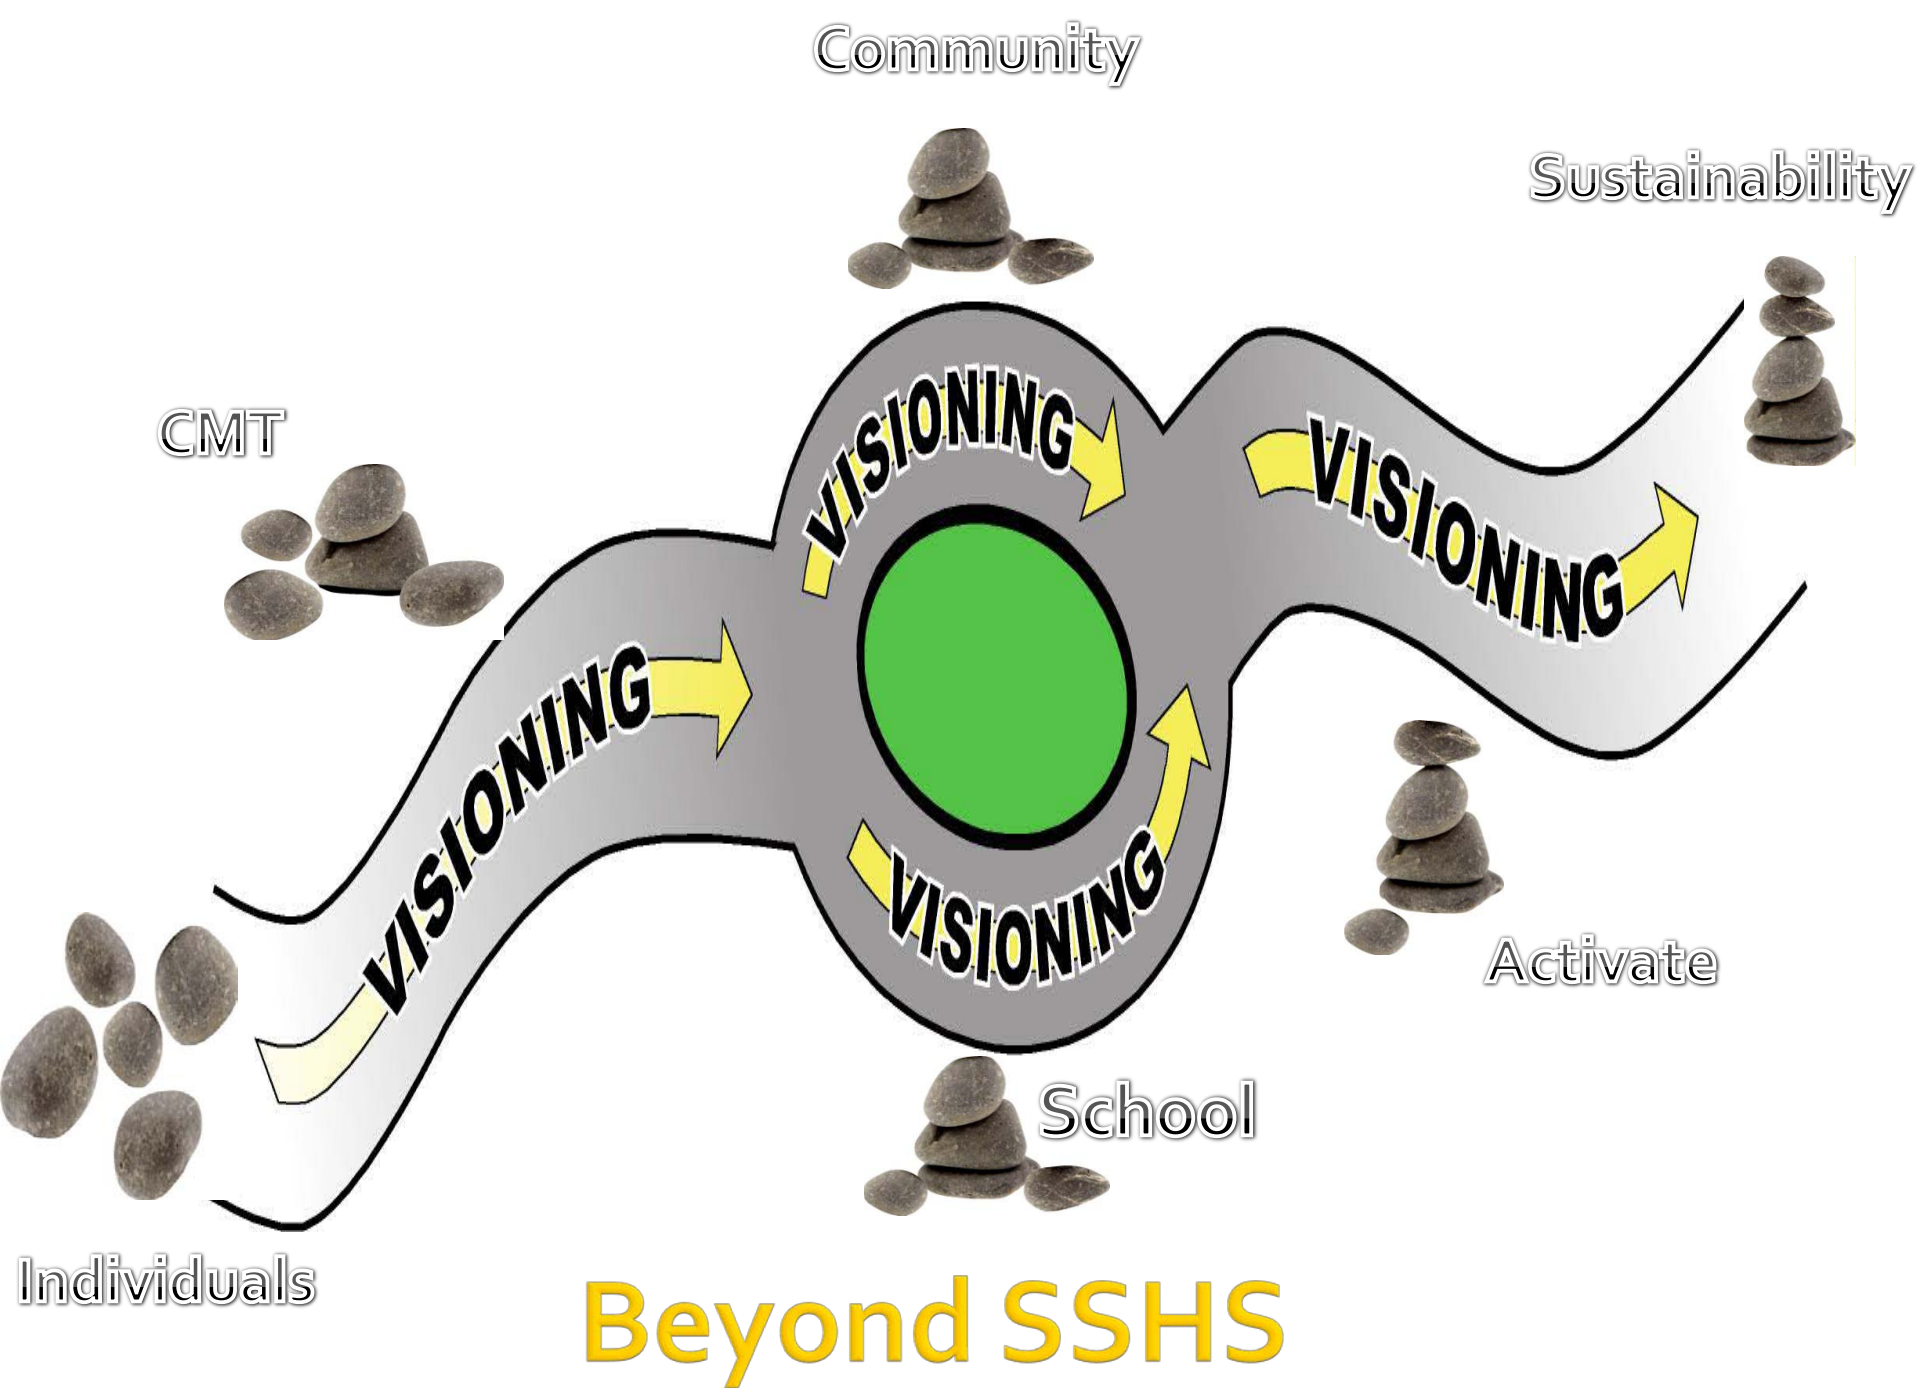 Community
Sustainability
CMT
VISIONING
VISIONING
VISIONING
VISIONING
Activate
School
Individuals
Beyond SSHS